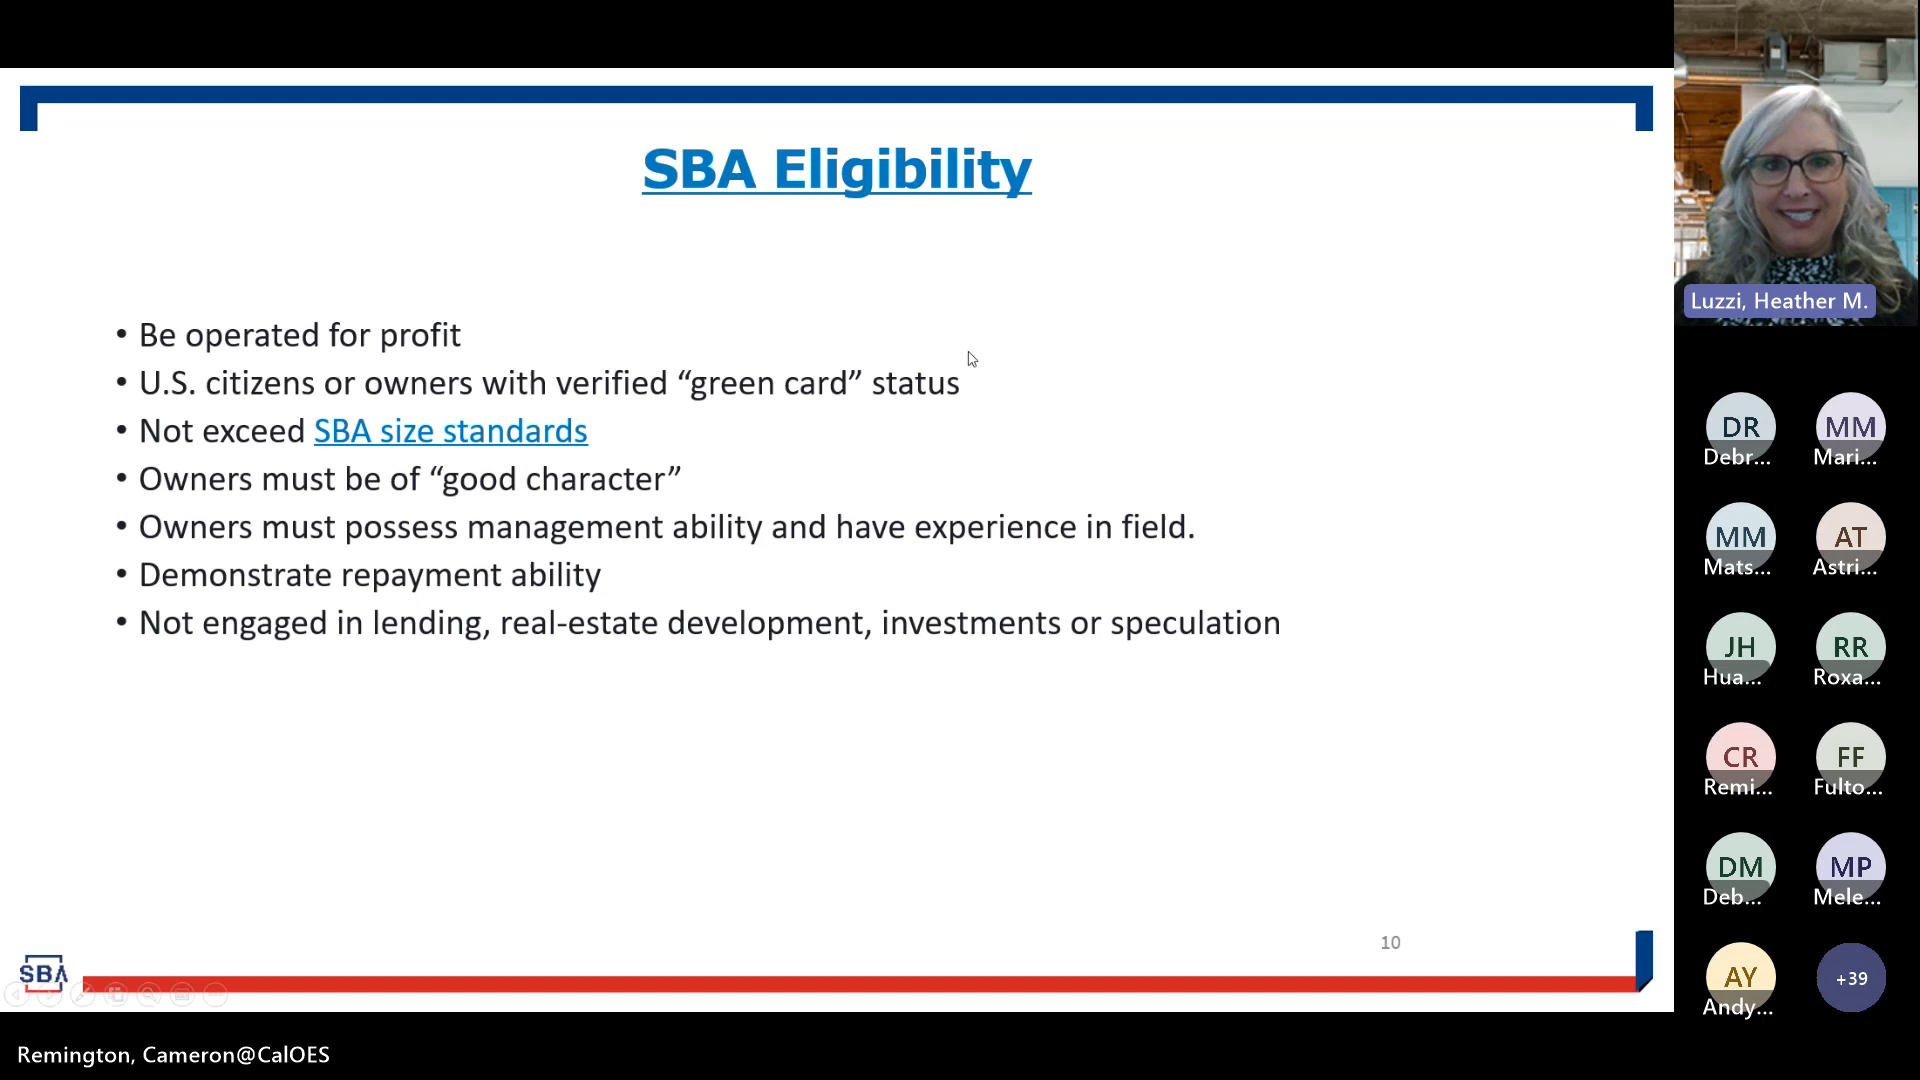 SBA Eligibility
• Be operated for profit
• U.S. citizens or owners with verified “green card” status
• Not exceed SBA size standards
• Owners must be of “good character”
• Owners must possess management ability and have experience in field.
• Demonstrate repayment ability
• Not engaged in lending, real-estate development, investments or speculation
10
SBA
Remington, Cameron@CalOES
Luzzi, Heather M.
DR
Debr...
MM
Mari...
MM
Mats...
AT
Astri...
JH
Hua...
RR
Roxa...
CR
Remi...
FF
Fulto...
DM
Deb...
MP
Mele...
AY
Andy...
+39